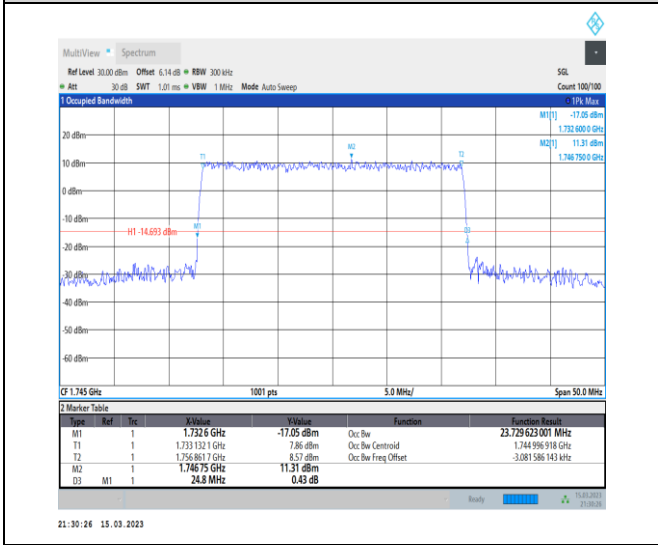 MultiView Spectrum
Ref Level 30.00 dBm Offset 6.14 dB RBW 300 kHz SGL
Att 30 dB SWT 1.01 ms VBW 1 MHz Mode Auto Sweep Count 100/100
1 Occupied Bandwidth 1Pk Max
M1[1] -17.05 dBm
1.732 600 0 GHz
M2[1] 11.31 dBm
1.746 750 0 GHz
20 dBm
M2
T1 T2
10 dBm
0 dBm
-10 dBm
M1
H1 -14.693 dBm
D3
-20 dBm
-30 dBm
-40 dBm
-50 dBm
-60 dBm
CF 1.745 GHz 1001 pts 5.0 MHz/ Span 50.0 MHz
2 Marker Table
Type Ref Trc X-Value Y-Value Function Function Result
M1 1 1.732 6 GHz -17.05 dBm Occ Bw 23.729 623 001 MHz
T1 1 1.733 132 1 GHz 7.86 dBm Occ Bw Centroid 1.744 996 918 GHz
T2 1 1.756 861 7 GHz 8.57 dBm Occ Bw Freq Offset -3.081 586 143 kHz
M2 1 1.746 75 GHz 11.31 dBm
D3 M1 1 24.8 MHz 0.43 dB
Ready 15.03.2023
21:30:26
21:30:26 15.03.2023